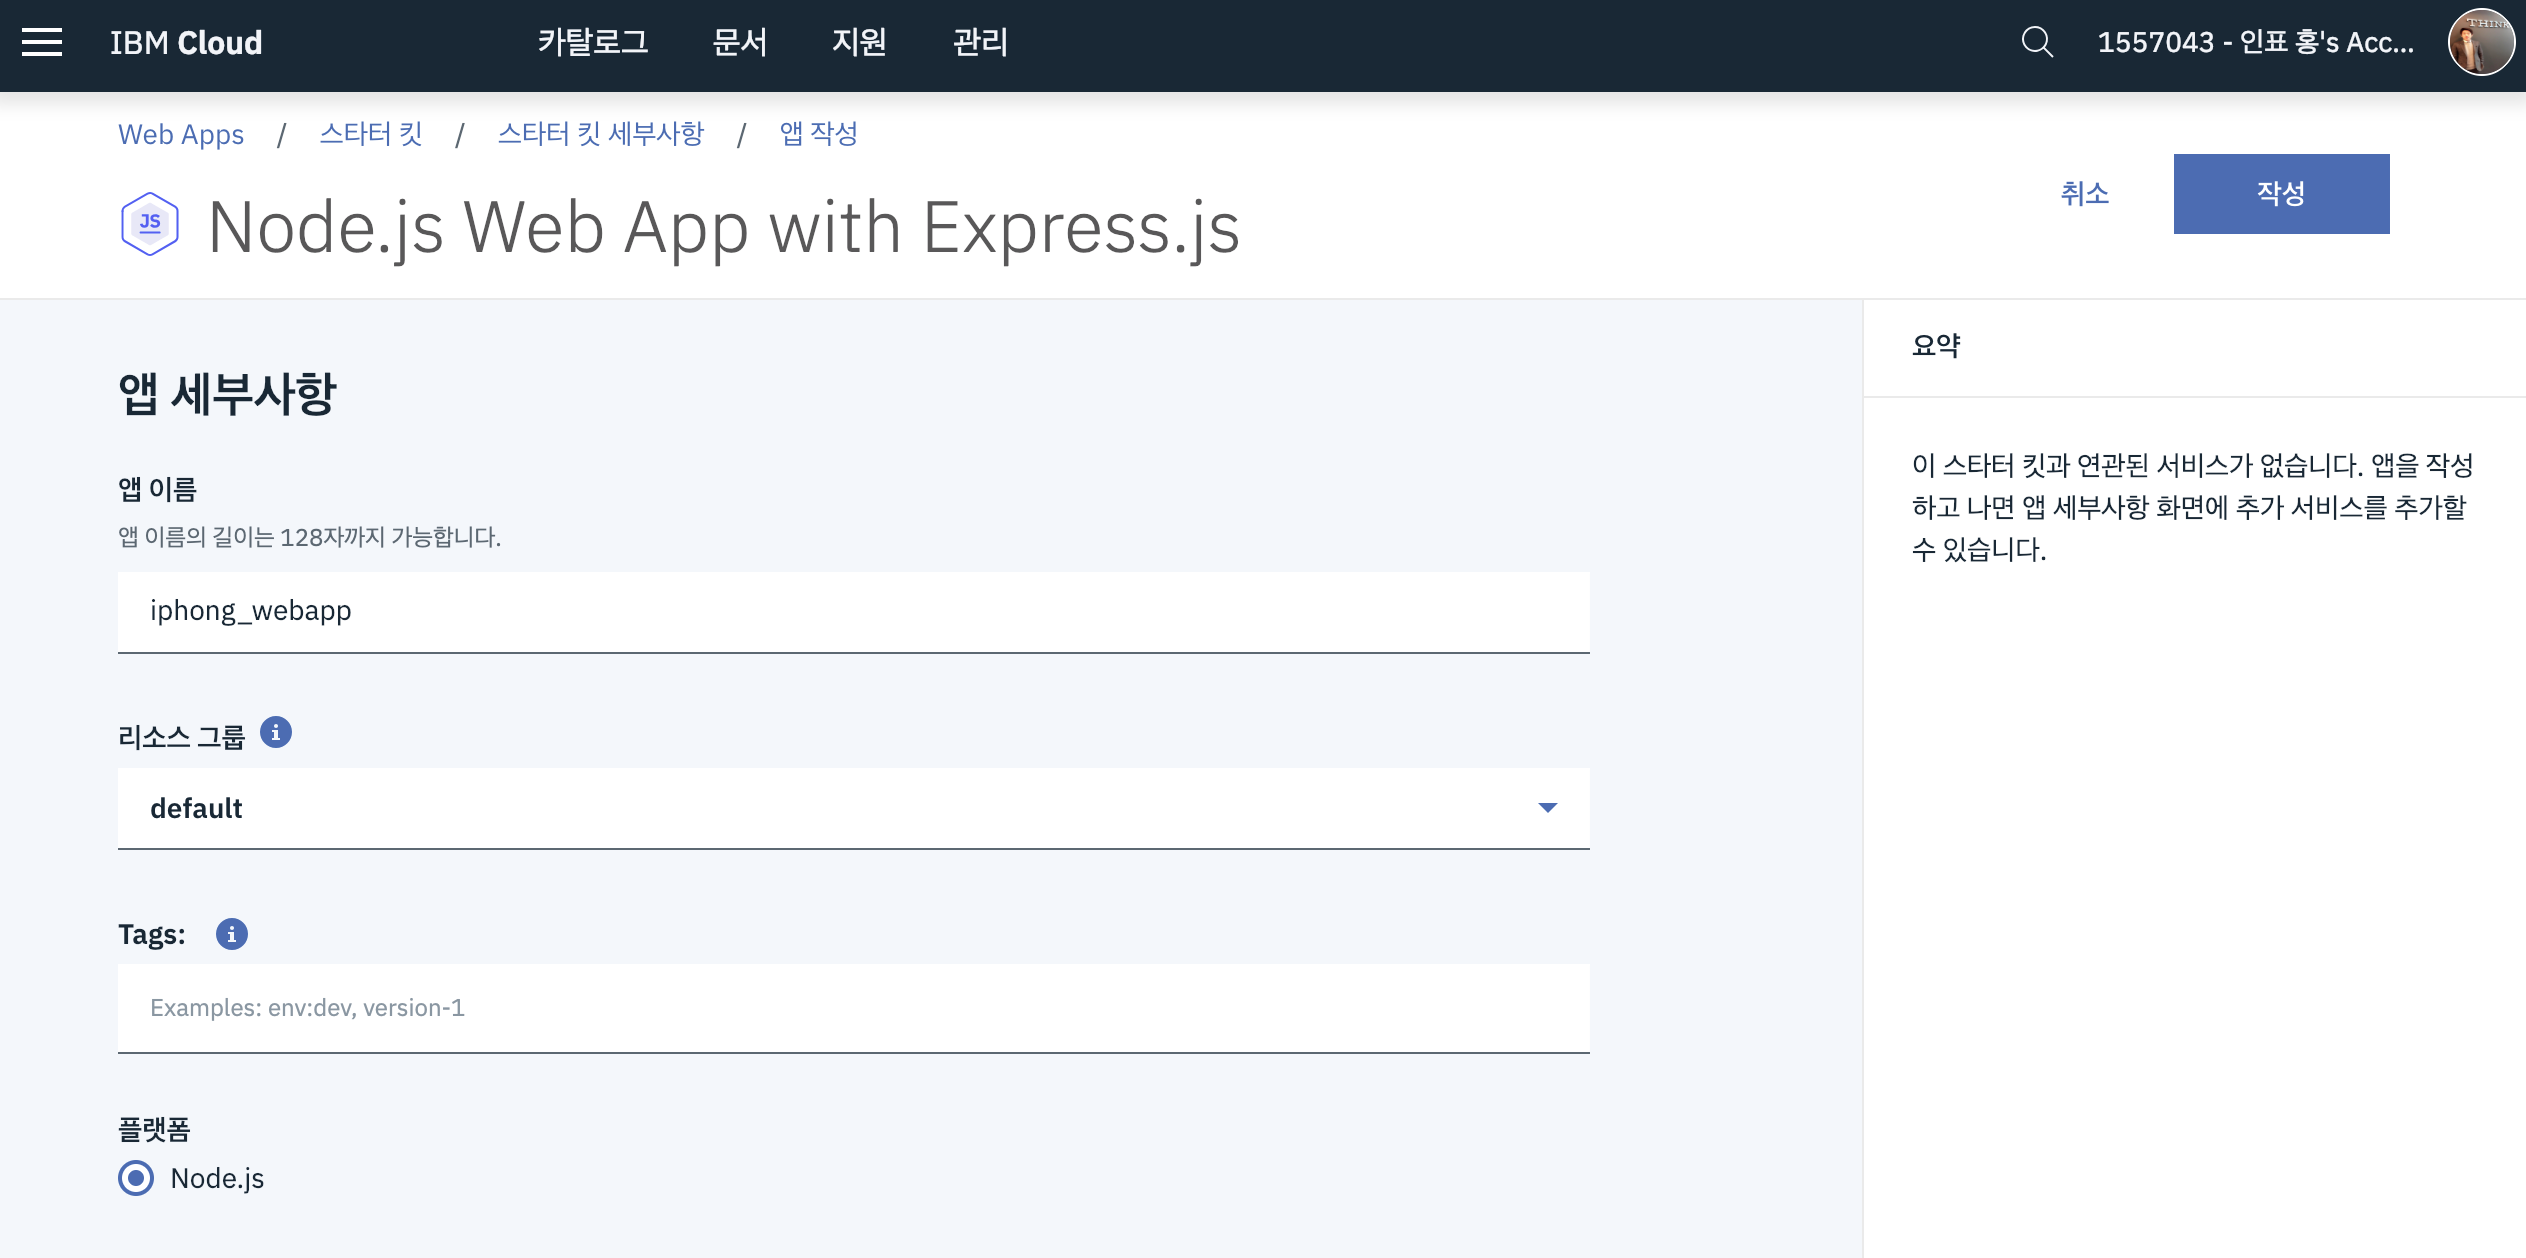 IBM Cloud
카탈로그 문서 지원 관리
1557043 - 인표 홍's Acc...
THINK
Web Apps / 스타터 킷 / 스타터 킷 세부사항 / 앱 작성
JS
Node.js Web App with Express.js
취소
작성
앱 세부사항
앱 이름
앱 이름의 길이는 128자까지 가능합니다.
iphong_webapp
리소스 그룹
default
Tags:
Examples: env:dev, version-1
플랫폼
Node.js
요약
이 스타터 킷과 연관된 서비스가 없습니다. 앱을 작성
하고 나면 앱 세부사항 화면에 추가 서비스를 추가할
수 있습니다.